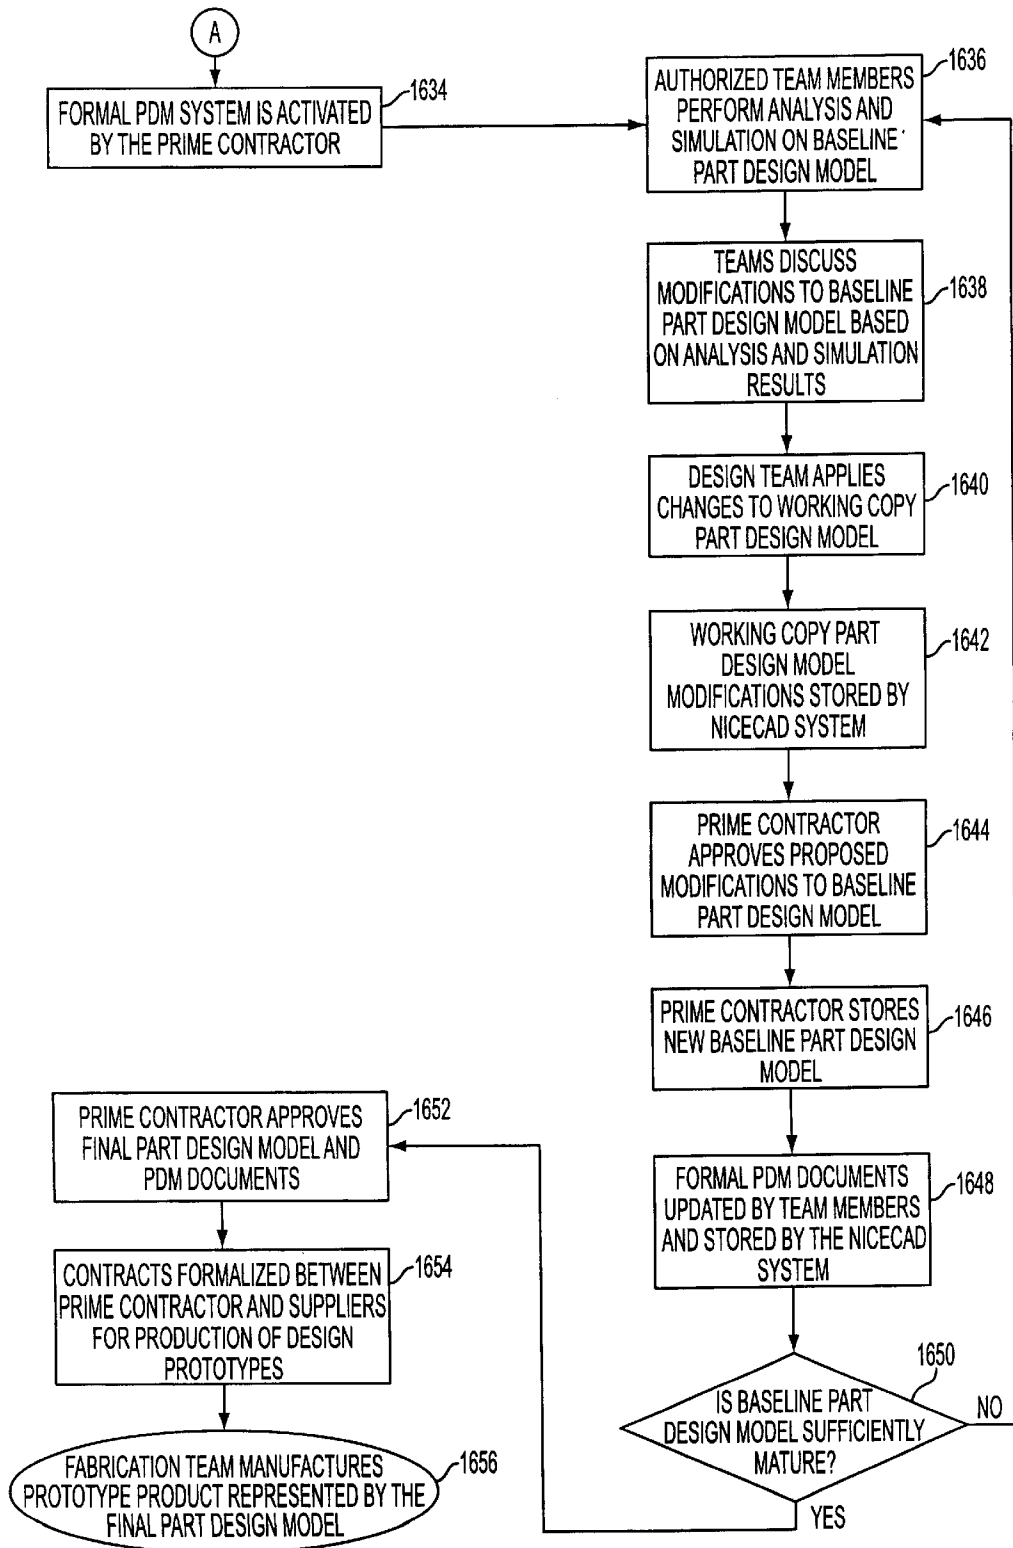 A
FORMAL PDM SYSTEM IS ACTIVATED
BY THE PRIME CONTRACTOR
1634
AUTHORIZED TEAM MEMBERS
PERFORM ANALYSIS AND
SIMULATION ON BASELINE
PART DESIGN MODEL
1636
TEAMS DISCUSS
MODIFICATIONS TO BASELINE
PART DESIGN MODEL BASED
ON ANALYSIS AND SIMULATION
RESULTS
1638
DESIGN TEAM APPLIES
CHANGES TO WORKING COPY
PART DESIGN MODEL
1640
WORKING COPY PART
DESIGN MODEL
MODIFICATIONS STORED BY
NICECAD SYSTEM
1642
PRIME CONTRACTOR
APPROVES PROPOSED
MODIFICATIONS TO BASELINE
PART DESIGN MODEL
1644
PRIME CONTRACTOR STORES
NEW BASELINE PART DESIGN
MODEL
1646
FORMAL PDM DOCUMENTS
UPDATED BY TEAM MEMBERS
AND STORED BY THE NICECAD
SYSTEM
1648
IS BASELINE PART
DESIGN MODEL SUFFICIENTLY
MATURE?
1650
NO
YES
PRIME CONTRACTOR APPROVES
FINAL PART DESIGN MODEL AND
PDM DOCUMENTS
1652
CONTRACTS FORMALIZED BETWEEN
PRIME CONTRACTOR AND SUPPLIERS
FOR PRODUCTION OF DESIGN
PROTOTYPES
1654
FABRICATION TEAM MANUFACTURES
PROTOTYPE PRODUCT REPRESENTED BY THE
FINAL PART DESIGN MODEL
1656